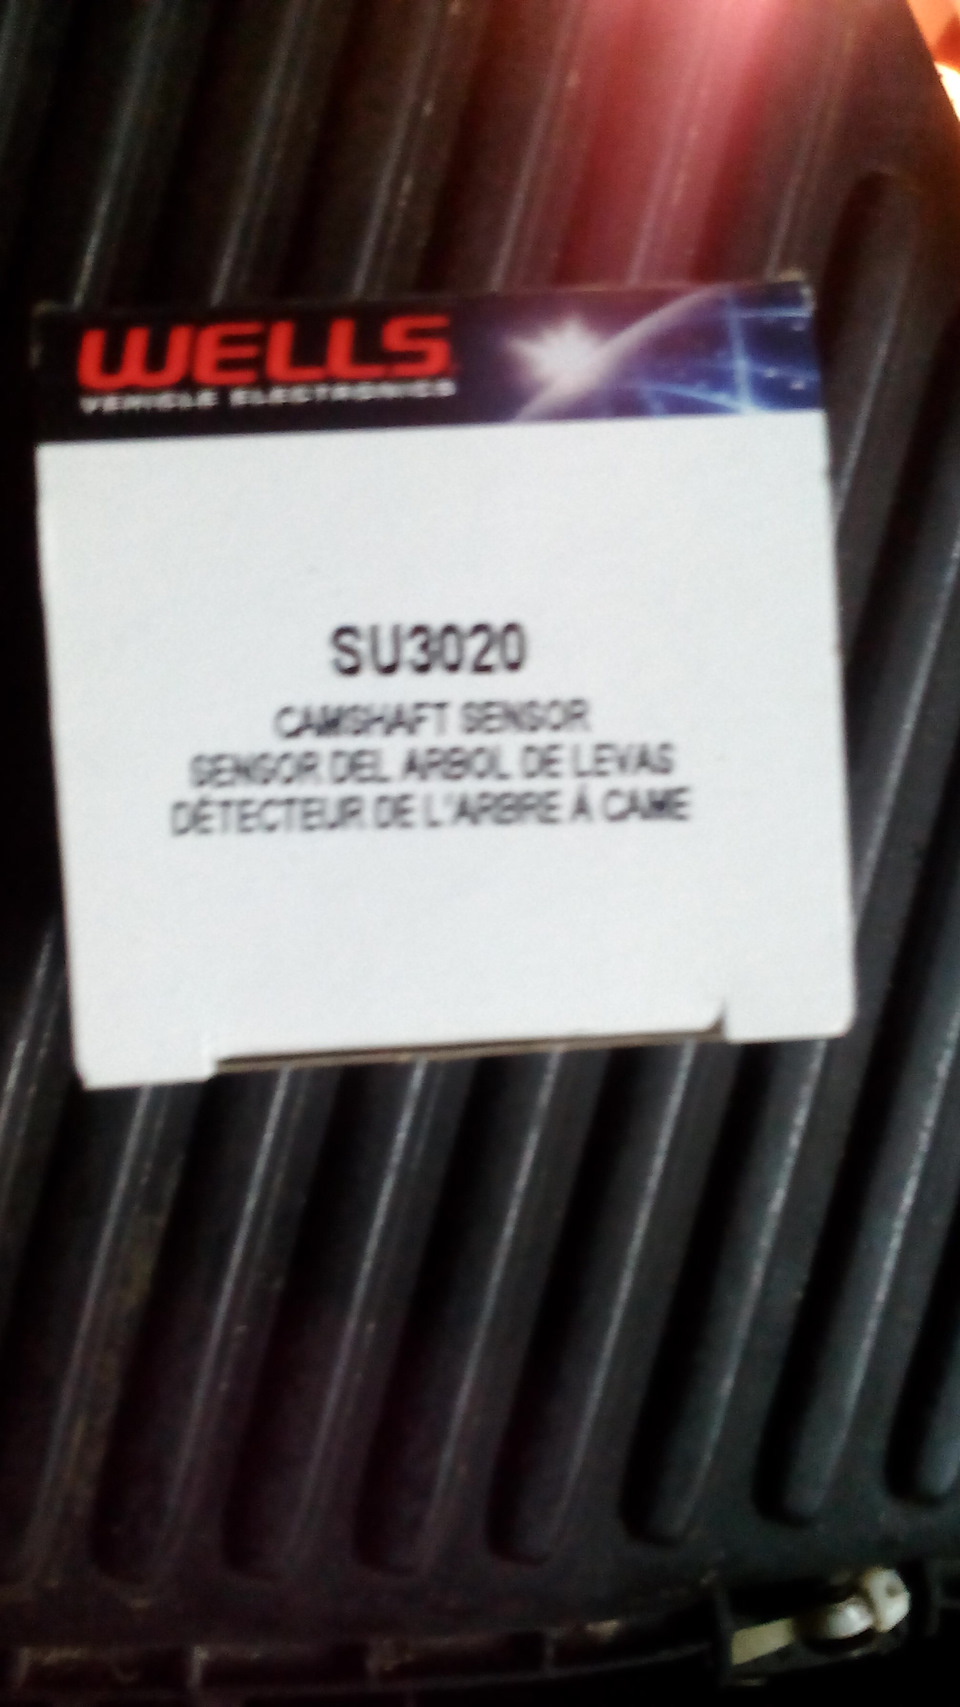 WELLS
VEHICLE ELECTRONICS
SU3020
CAMSHAFT SENSOR
SENSOR DEL ARBOL DE LEVAS
DÉTECTEUR DE L'ARBRE À CAME